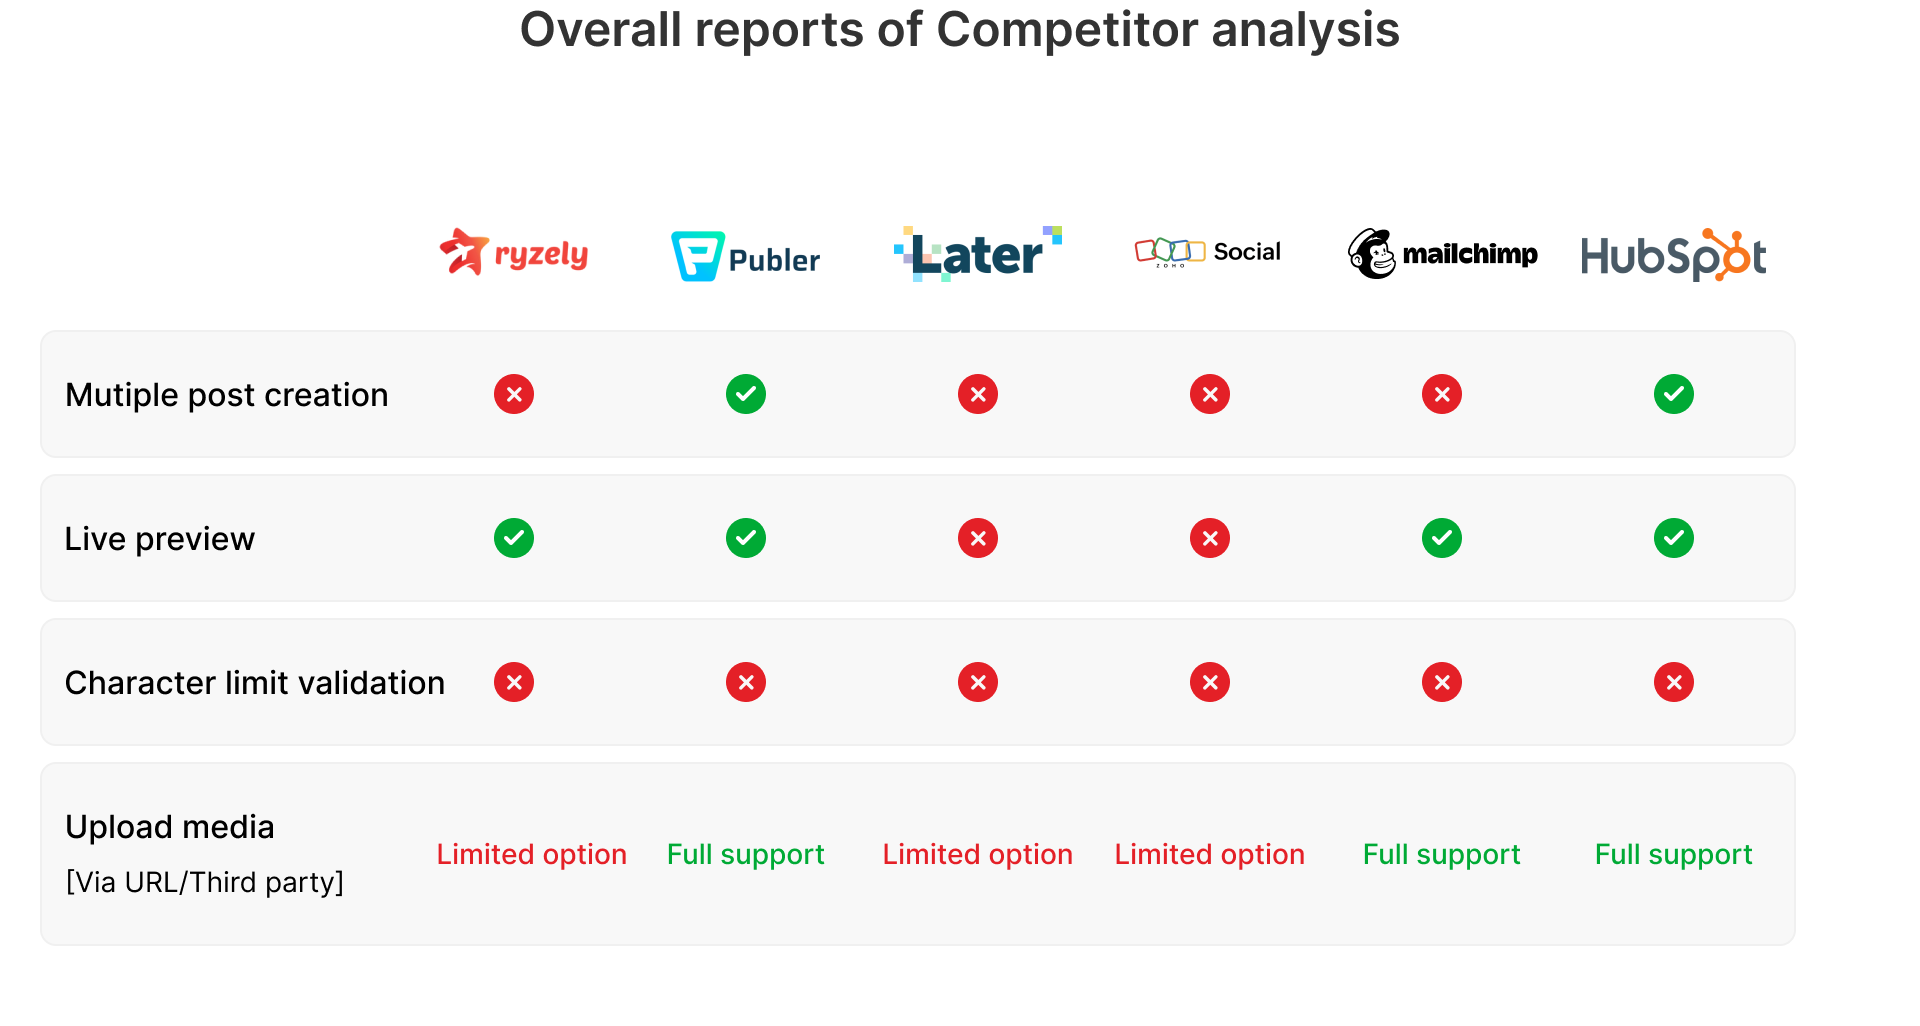 Overall reports of Competitor analysis
ryzely Publer Later ZOHO Social mailchimp HubSpot
Mutiple post creation
Live preview
Character limit validation
Upload media
[Via URL/Third party]
Limited option Full support Limited option Limited option Full support Full support